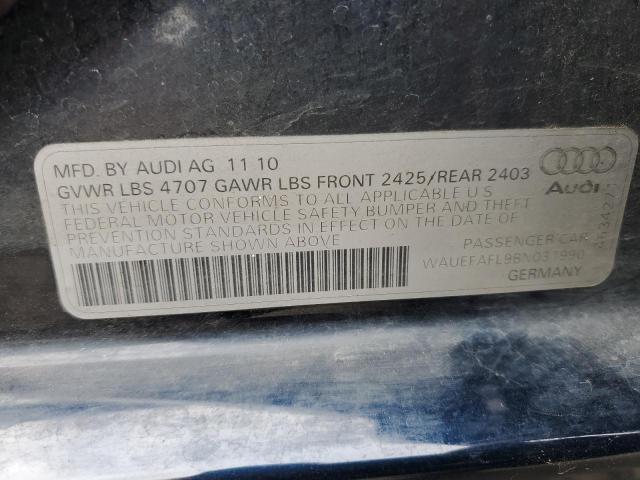 MFD. BY AUDI AG 11 10
GVWR LBS 4707 GAWR LBS FRONT 2425/REAR 2403
THIS VEHICLE CONFORMS TO ALL APPLICABLE U S
FEDERAL MOTOR VEHICLE SAFETY BUMPER AND THEFT
PREVENTION STANDARDS IN EFFECT ON THE DATE OF
MANUFACTURE SHOWN ABOVE
PASSENGER CAR
WAUEFAFL9BN031990
GERMANY
Audi